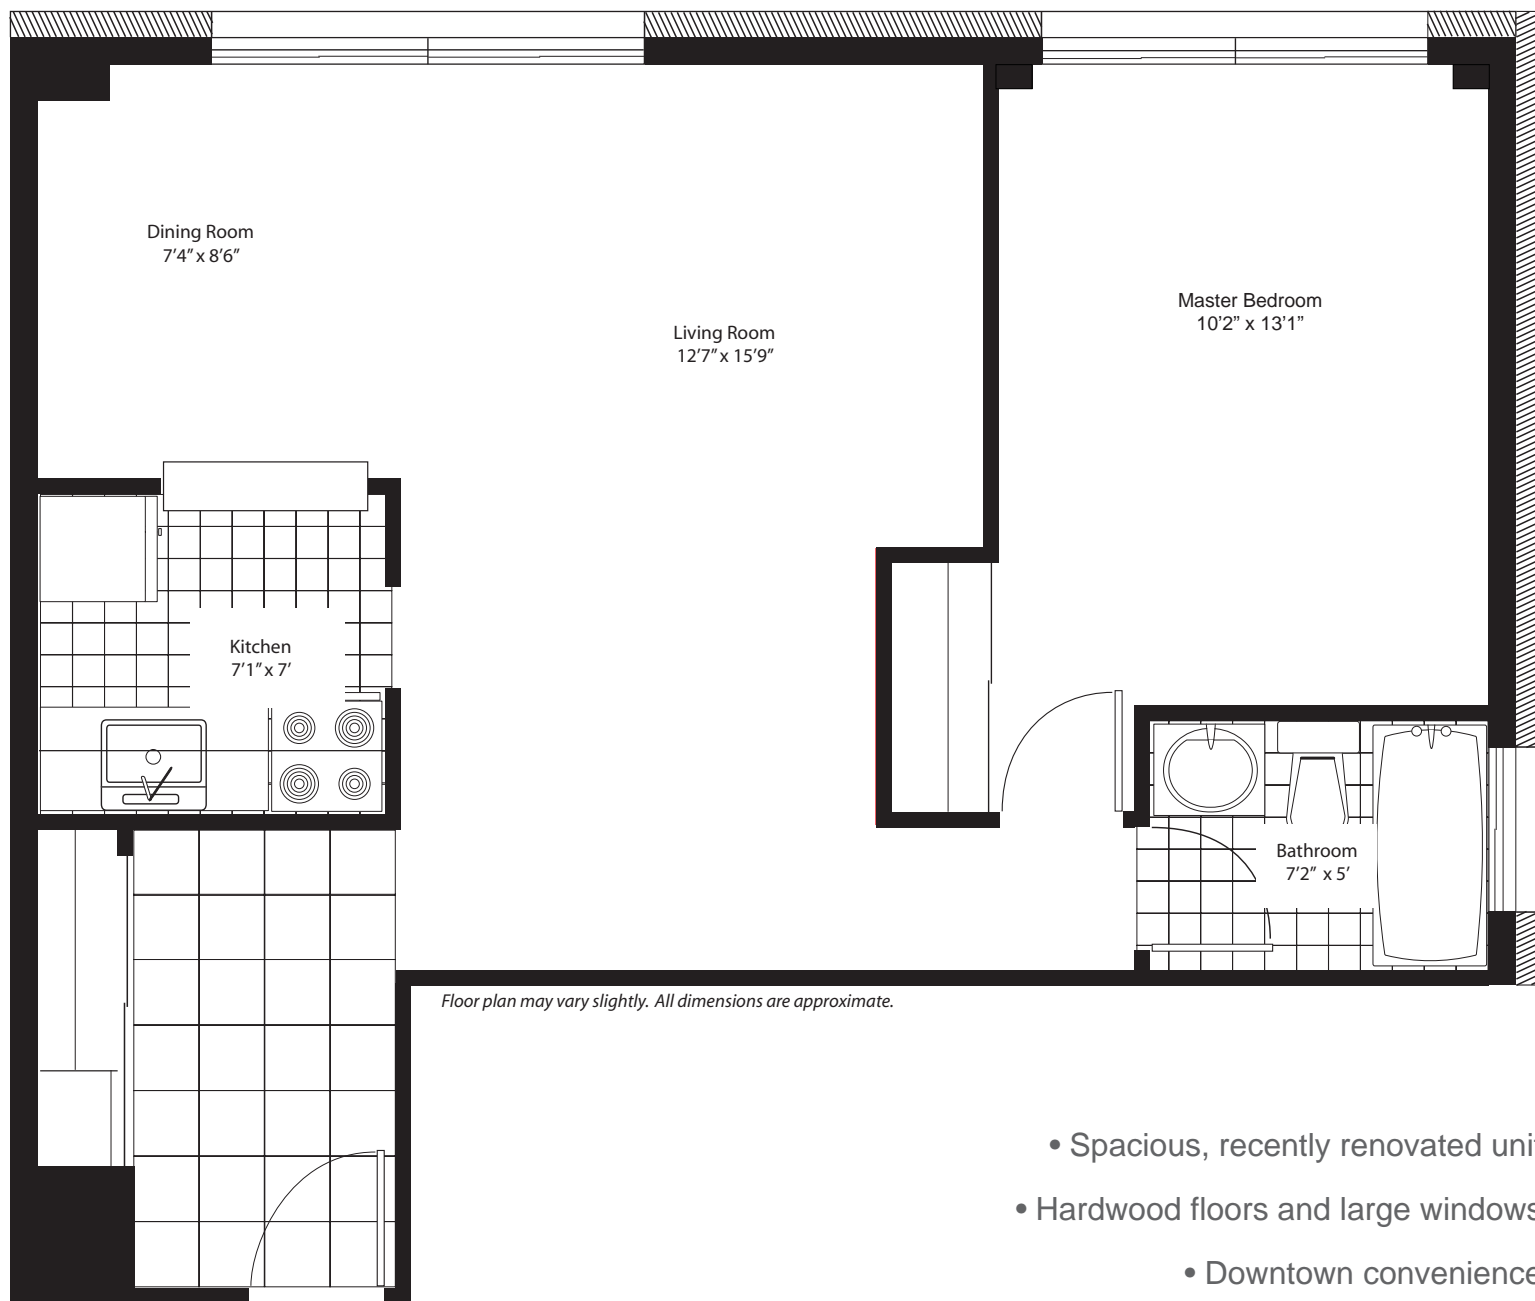 Dining Room
7’4” x 8’6”
Living Room
12’7” x 15’9”
Master Bedroom
10’2” x 13’1”
Kitchen
7’1” x 7’
Bathroom
7’2” x 5’
Floor plan may vary slightly. All dimensions are approximate.
• Spacious, recently renovated unit
• Hardwood floors and large windows
• Downtown convenience